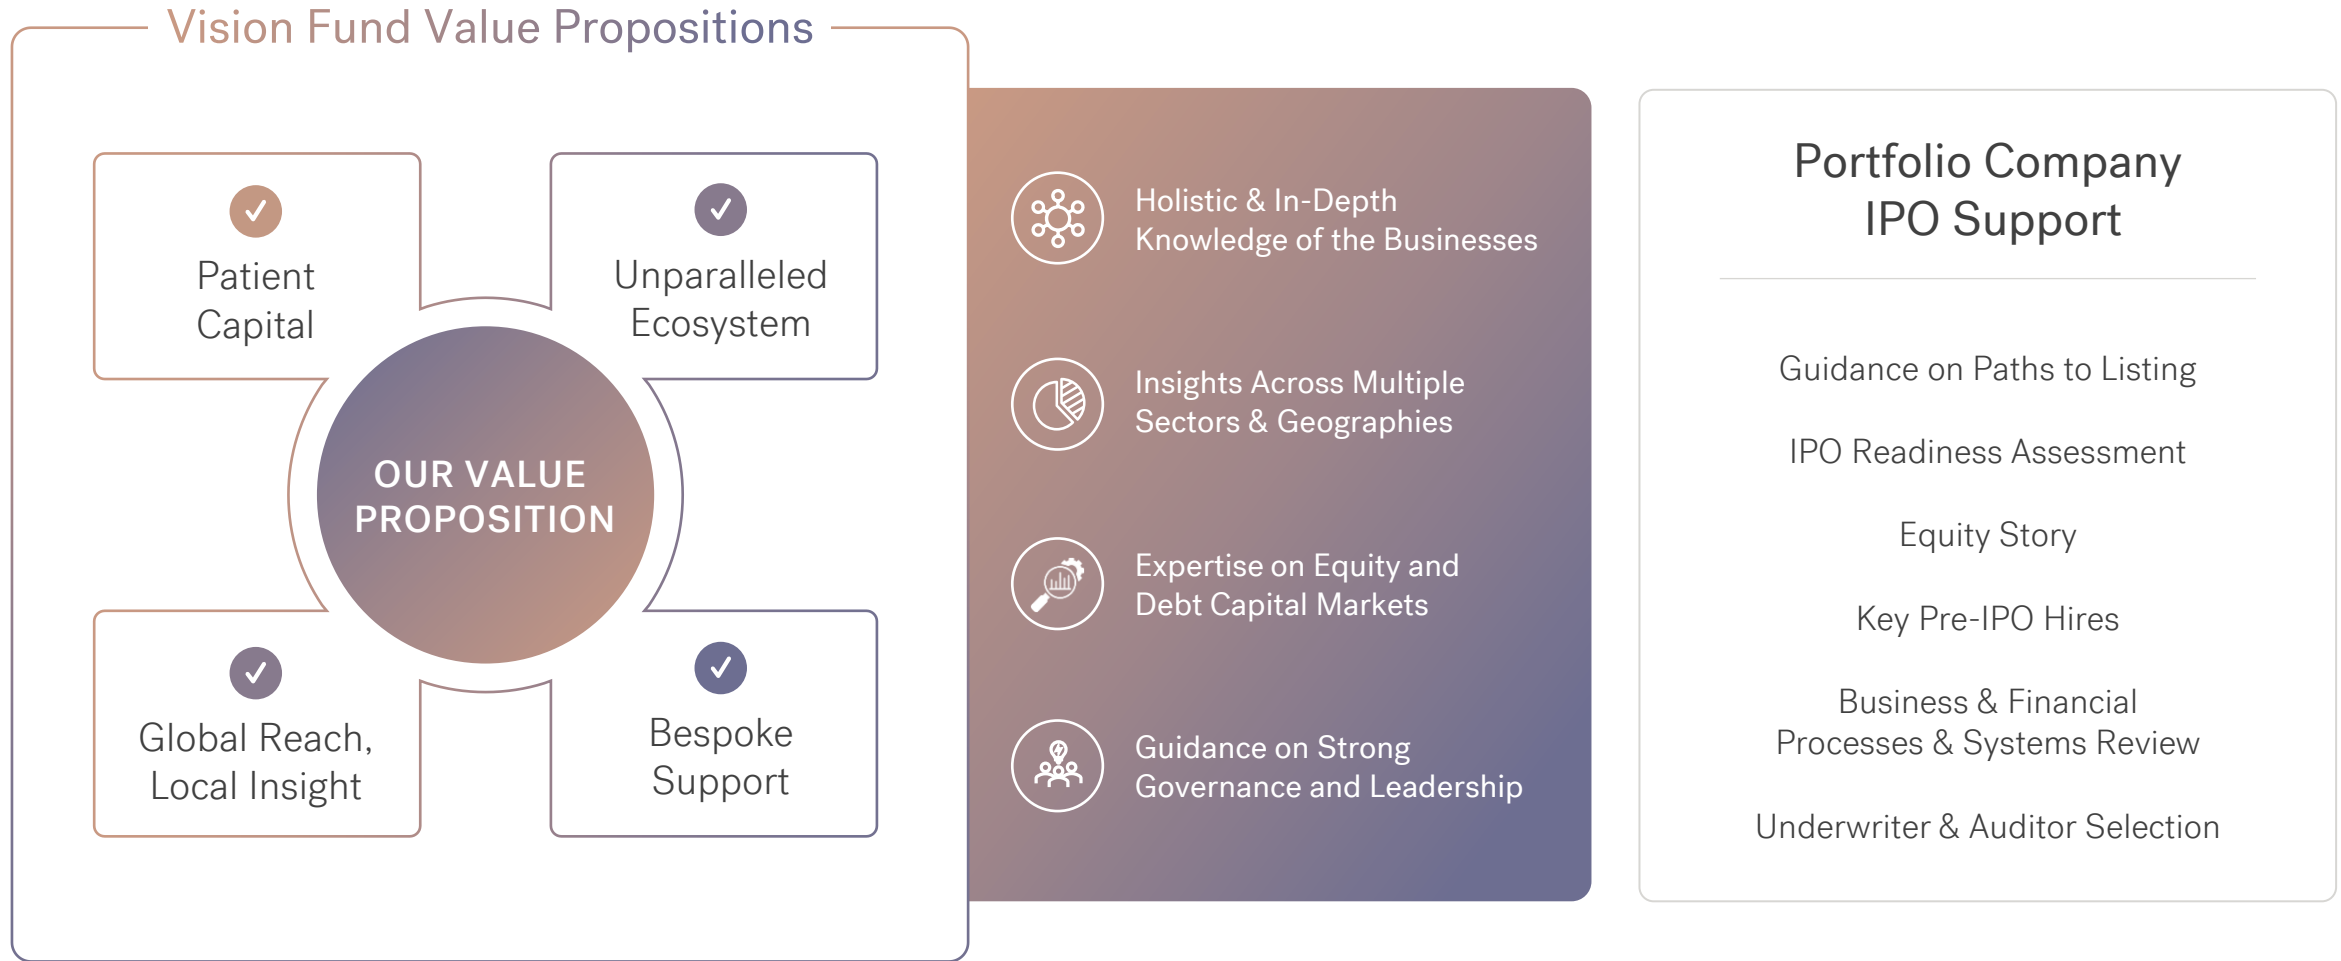 Vision Fund Value Propositions
Patient
Capital
Unparalleled
Ecosystem
OUR VALUE
PROPOSITION
Global Reach,
Local Insight
Bespoke
Support
Holistic & In-Depth
Knowledge of the Businesses
Insights Across Multiple
Sectors & Geographies
Expertise on Equity and
Debt Capital Markets
Guidance on Strong
Governance and Leadership
Portfolio Company
IPO Support
Guidance on Paths to Listing
IPO Readiness Assessment
Equity Story
Key Pre-IPO Hires
Business & Financial
Processes & Systems Review
Underwriter & Auditor Selection